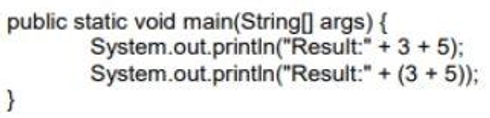 public static void main(String[] args) {
System.out.println("Result:" + 3 + 5);
System.out.println("Result:" + (3 + 5));
}